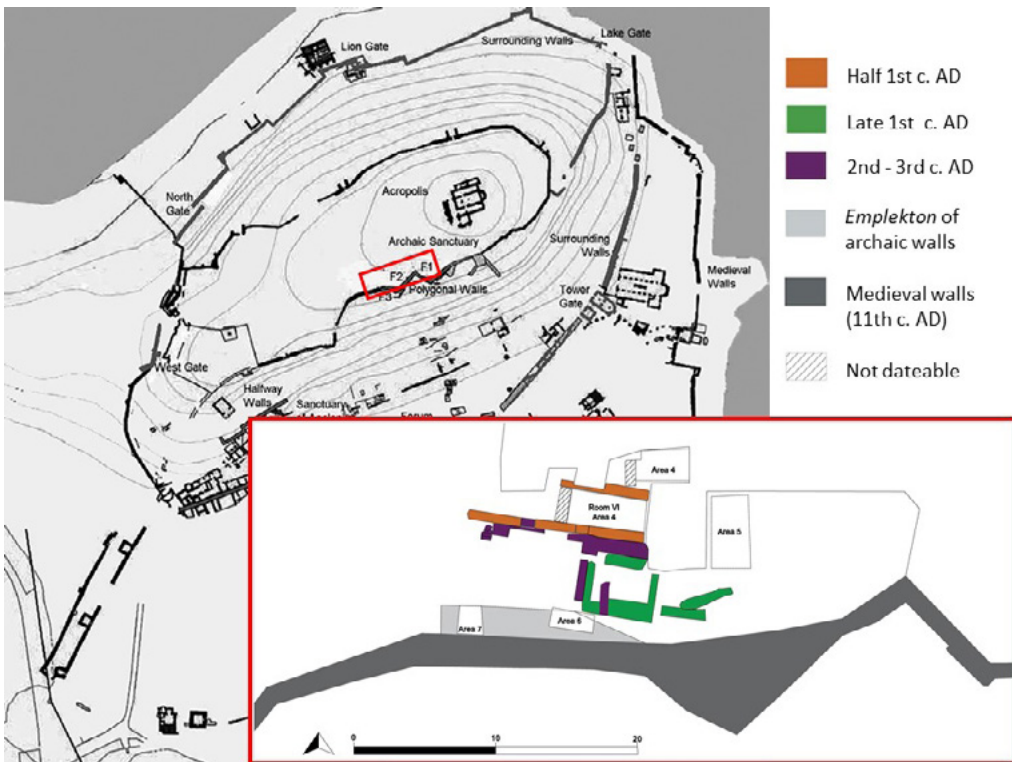 Lion Gate
Surrounding Walls
Lake Gate
North
Gate
Acropolis
Archaic Sanctuary
F1
F2
F3
Polygonal Walls
Surrounding
Walls
Tower
Gate
Medieval
Walls
West Gate
Halfway
Walls
Sanctuary
Half 1st c. AD
Late 1st c. AD
2nd - 3rd c. AD
Emplekton of
archaic walls
Medieval walls
(11th c. AD)
Not dateable
Area 4
Room VI
Area 4
Area 5
Area 6
Area 7
0
10
20